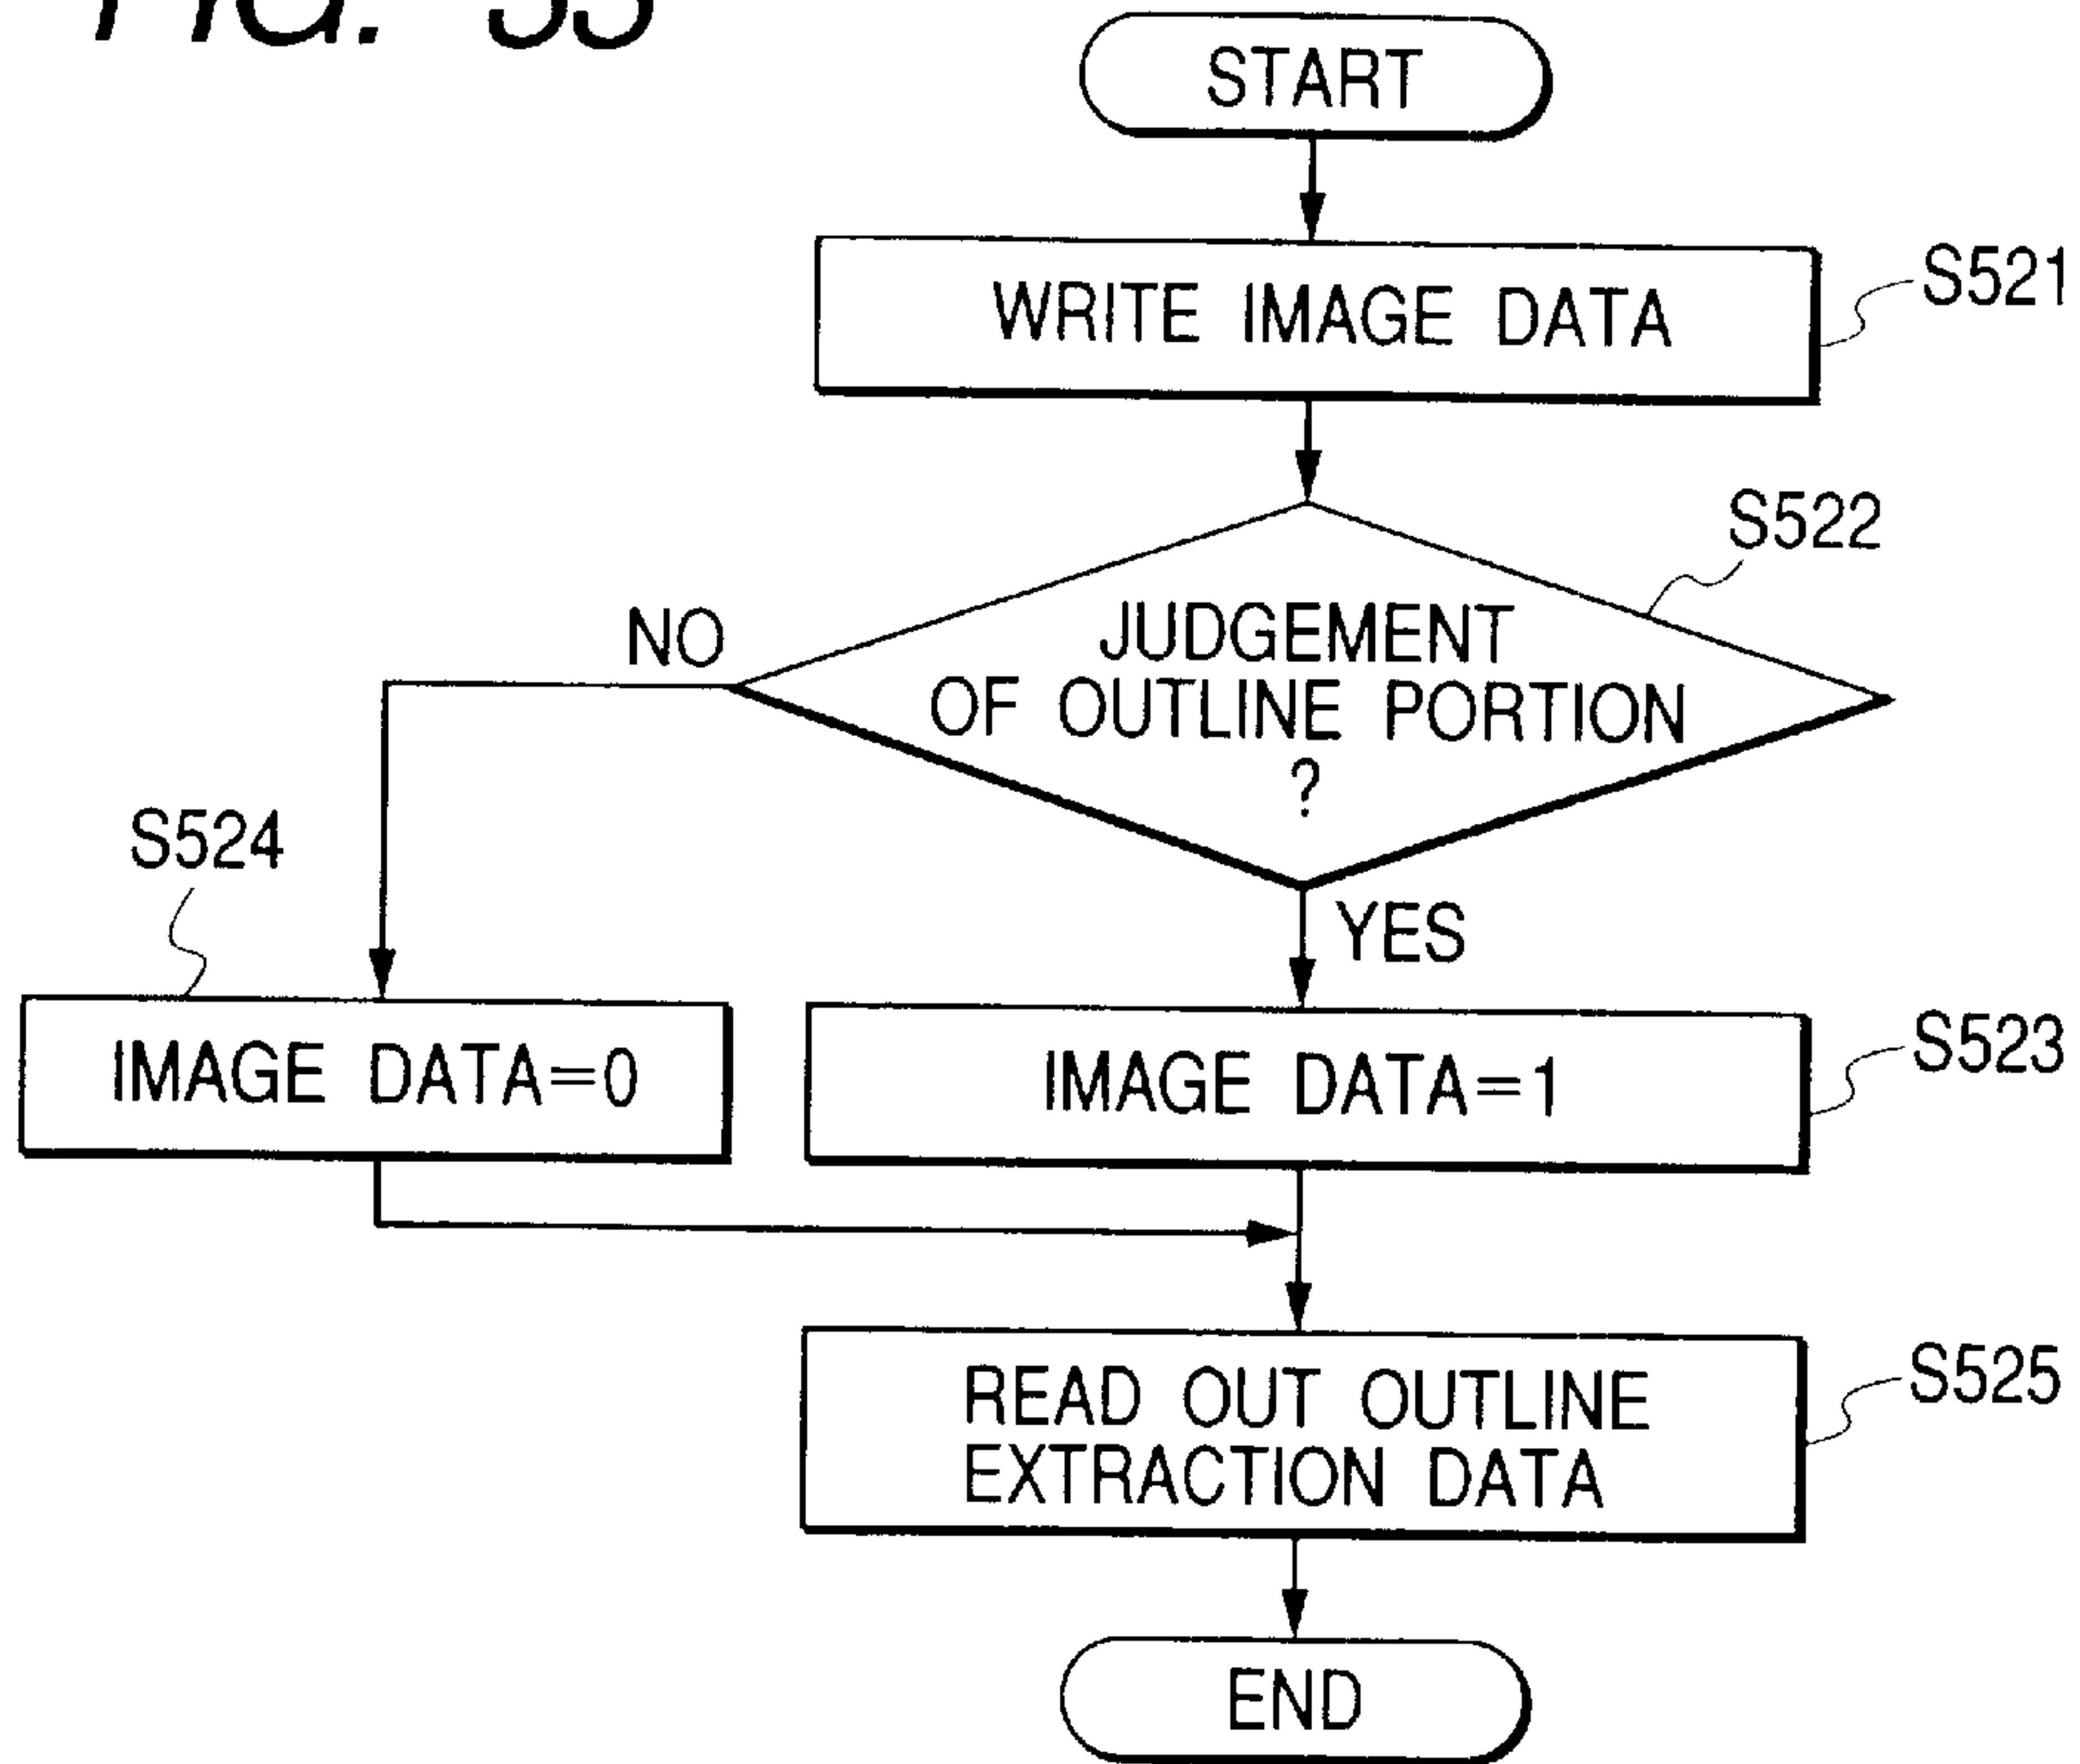 FIG.
START
WRITE IMAGE DATA
S521
S522
JUDGEMENT
OF OUTLINE PORTION
?
NO
YES
S524
IMAGE DATA=0
IMAGE DATA=1
S523
READ OUT OUTLINE
EXTRACTION DATA
S525
END